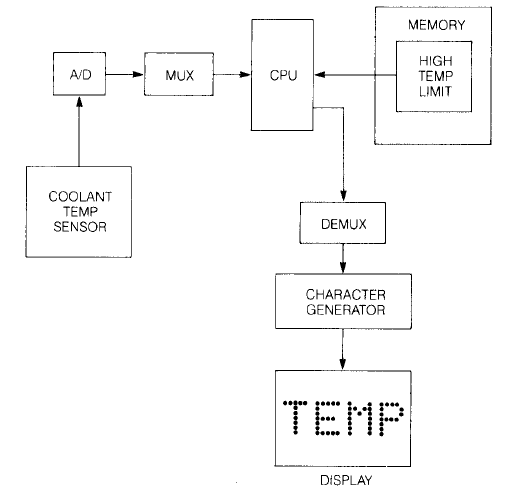 MEMORY
HIGH
TEMP
LIMIT
A/D
MUX
CPU
COOLANT
TEMP
SENSOR
DEMUX
CHARACTER
GENERATOR
TEMP
DISPLAY